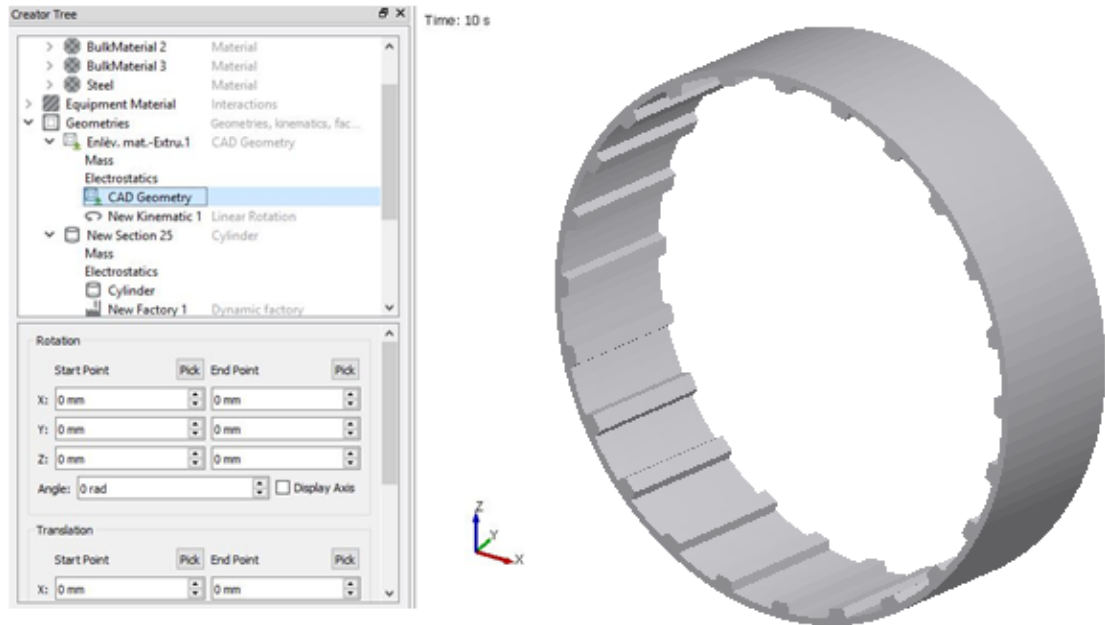 Creator Tree
Time: 10 s
BulkMaterial 2 Material
BulkMaterial 3 Material
Steel Material
Equipment Material Interactions
Geometries Geometries, kinematics, fac...
Enlèv. mat.-Extru.1 CAD Geometry
Mass
Electrostatics
CAD Geometry
New Kinematic 1 Linear Rotation
New Section 25 Cylinder
Mass
Electrostatics
Cylinder
New Factory 1 Dynamic factory
Rotation
Start Point Pick End Point Pick
X: 0 mm 0 mm
Y: 0 mm 0 mm
Z: 0 mm 0 mm
Angle: 0 rad Display Axis
Translation
Start Point Pick End Point Pick
X: 0 mm 0 mm
Z
Y
X